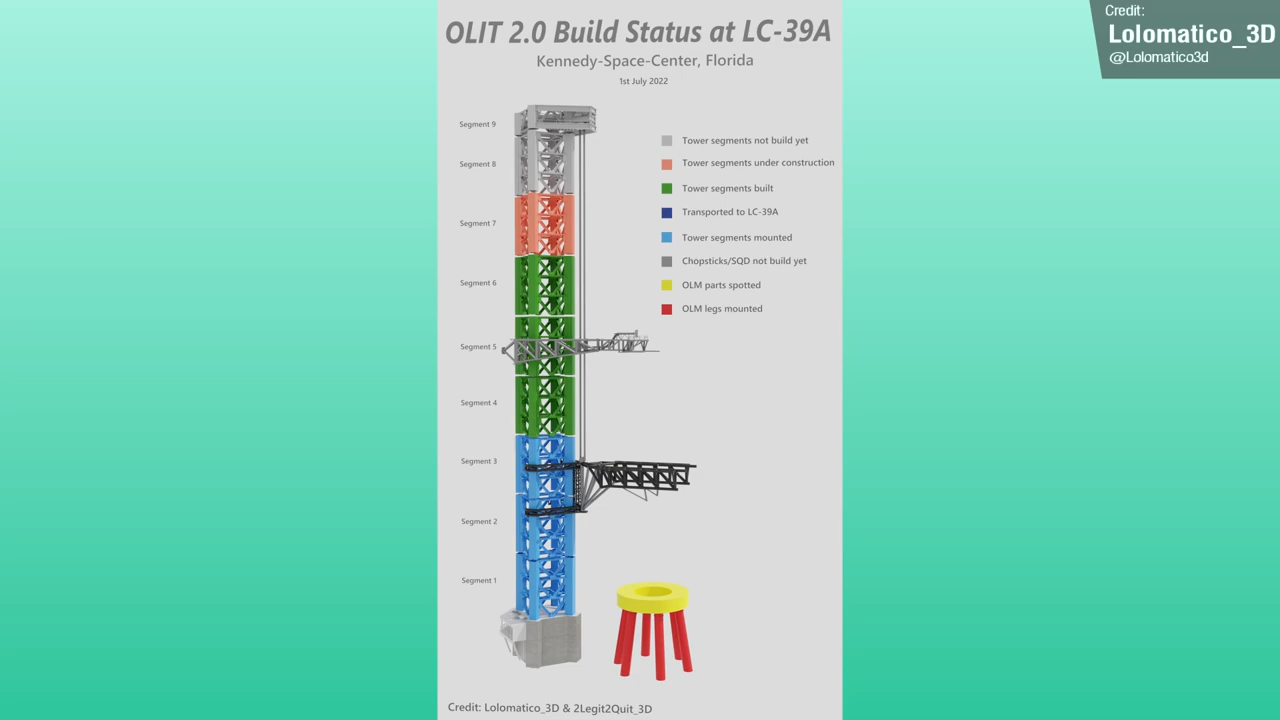 OLIT 2.0 Build Status at LC-39A
Kennedy-Space-Center, Florida
1st July 2022
Credit:
Lolomatico_3D
@Lolomatico3d
Segment 9
Segment 8
Segment 7
Segment 6
Segment 5
Segment 4
Segment 3
Segment 2
Segment 1
Tower segments not build yet
Tower segments under construction
Tower segments built
Transported to LC-39A
Tower segments mounted
Chopsticks/SQD not build yet
OLM parts spotted
OLM legs mounted
Credit: Lolomatico_3D & 2Legit2Quit_3D